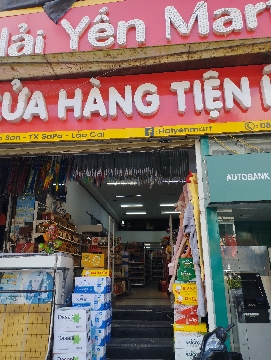 Hải Yến Mar
ỬA HÀNG TIỆN
Sơn - TX SaPa - Lào Cai
:Haiyenmart
AUTOBANK